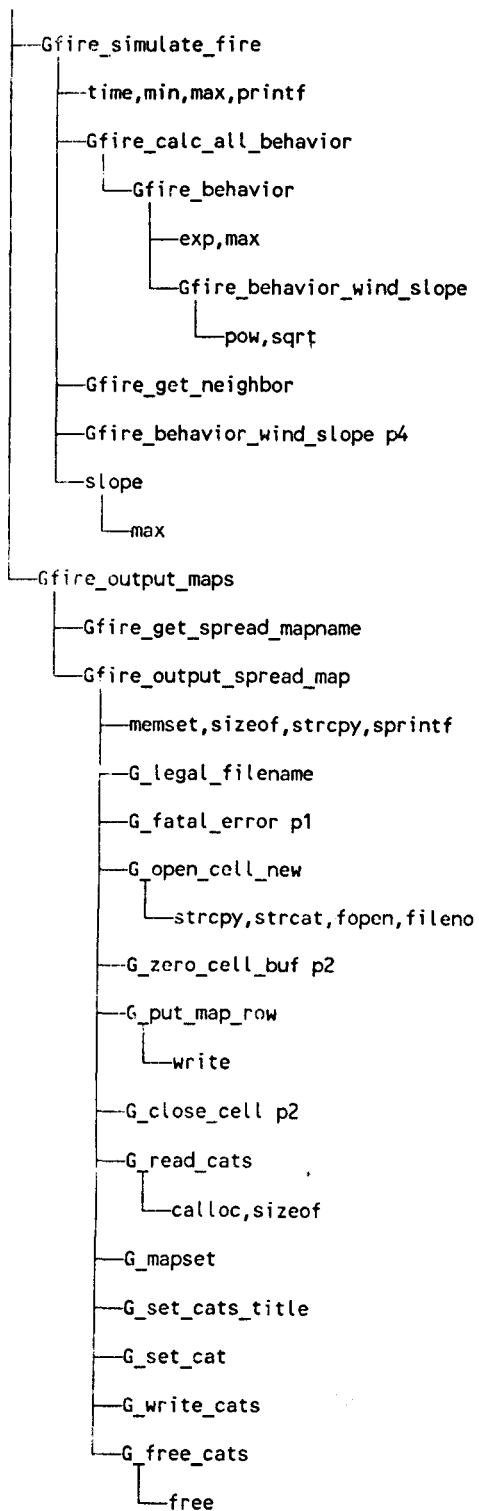 Gfire_simulate_fire
time,min,max,printf
Gfire_calc_all_behavior
Gfire_behavior
exp,max
Gfire_behavior_wind_slope
pow,sqrt
Gfire_get_neighbor
Gfire_behavior_wind_slope p4
slope
max
Gfire_output_maps
Gfire_get_spread_mapname
Gfire_output_spread_map
memset,sizeof,strcpy,sprintf
G_legal_filename
G_fatal_error p1
G_open_cell_new
strcpy,strcat,fopen,fileno
G_zero_cell_buf p2
G_put_map_row
write
G_close_cell p2
G_read_cats
calloc,sizeof
G_mapset
G_set_cats_title
G_set_cat
G_write_cats
G_free_cats
free